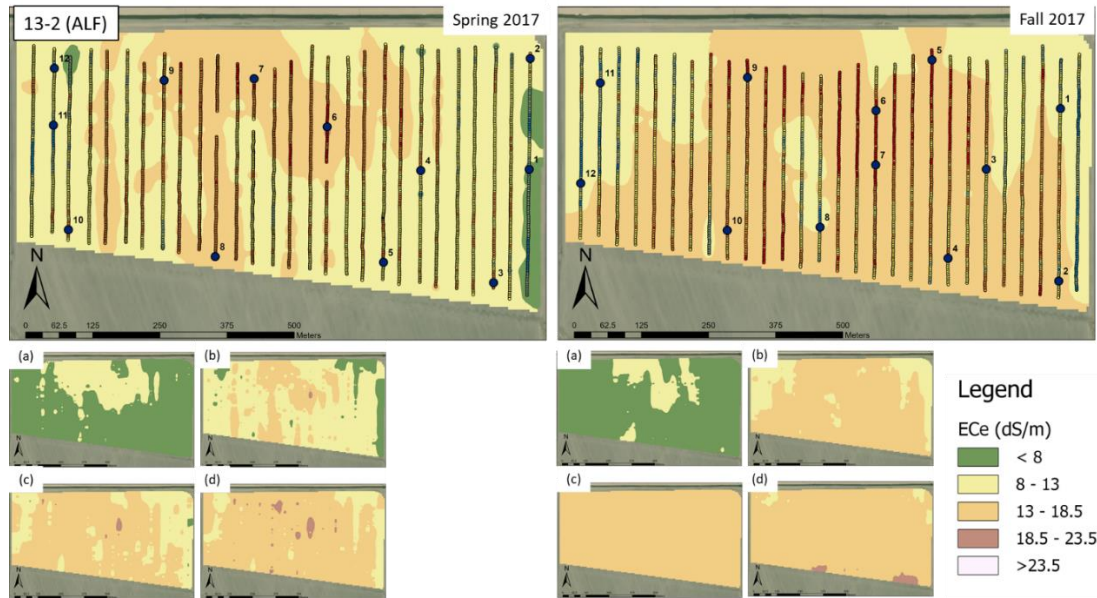 13-2 (ALF)
Spring 2017
12
9
7
2
11
6
4
1
10
8
5
3
N
0 62.5 125 250 375 500
Meters
Fall 2017
5
11
9
6
1
7
3
12
10
8
4
2
N
0 62.5 125 250 375 500
Meters
(a)
(b)
(c)
(d)
(a)
(b)
(c)
(d)
Legend
ECe (dS/m)
< 8
8 - 13
13 - 18.5
18.5 - 23.5
>23.5